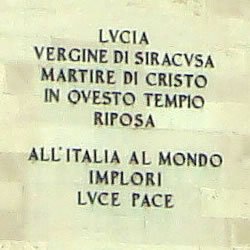 LVCIA
VERGINE DI SIRACVSA
MARTIRE DI CRISTO
IN QVESTO TEMPIO
RIPOSA
ALL'ITALIA AL MONDO
IMPLORI
LVCE PACE